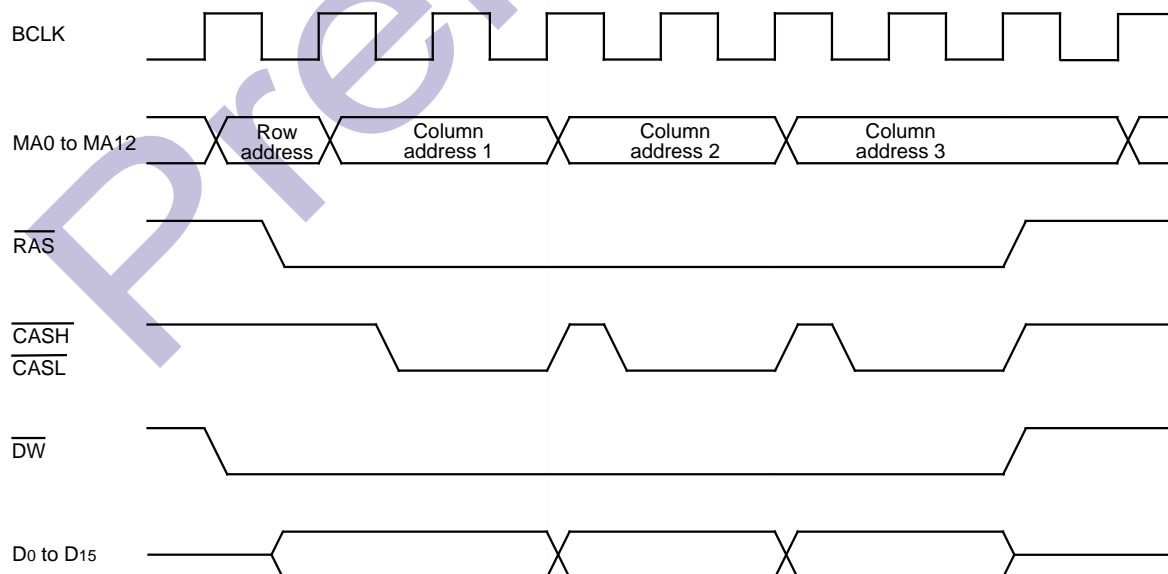 BCLK
MA0 to MA12
Row
address
Column
address 1
Column
address 2
Column
address 3
RAS
CASH
CASL
DW
D0 to D15
Pre